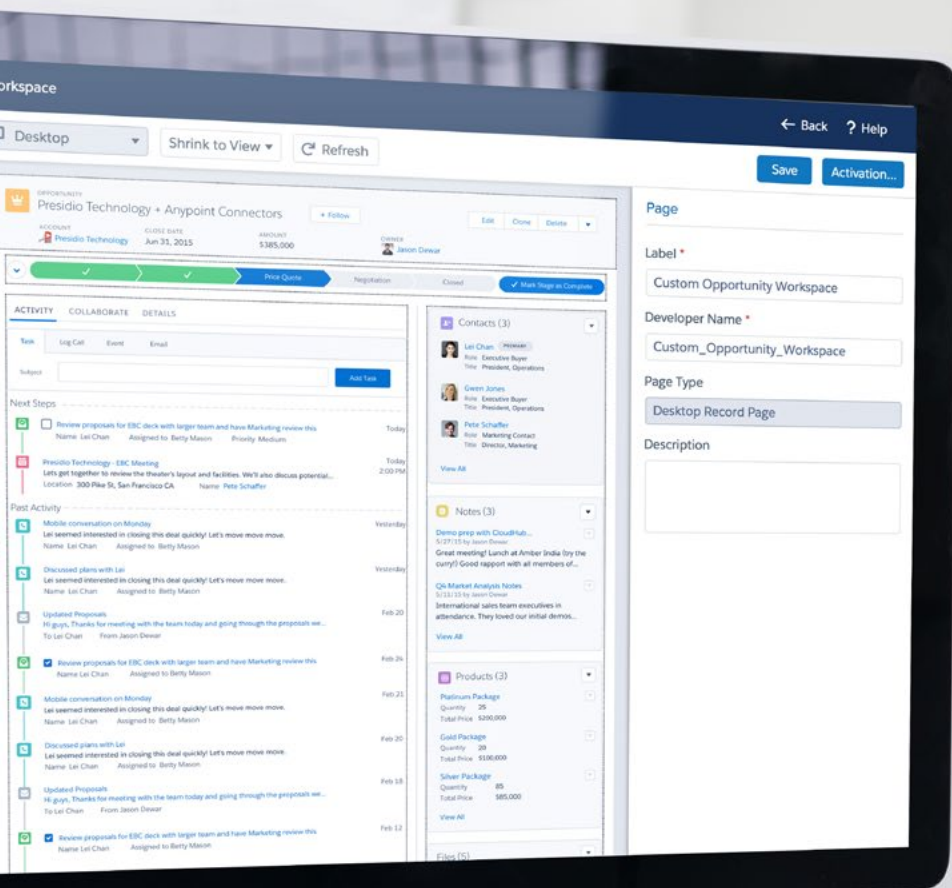 orkspace
← Back ? Help
Desktop
Shrink to View
Refresh
Save
Activation...
OPPORTUNITY
Presidio Technology + Anypoint Connectors
+ Follow
Edit Clone Delete
ACCOUNT
Presidio Technology
CLOSE DATE
Jun 31, 2015
AMOUNT
$385,000
OWNER
Jason Dewar
Price Quote
Negotiation
Closed
Mark Stage as Complete
ACTIVITY COLLABORATE DETAILS
Task Log Call Event Email
Subject
Add Task
Next Steps
Review proposals for EBC deck with larger team and have Marketing review this
Today
Name Lei Chan Assigned to Betty Mason Priority Medium
Presidio Technology - EBC Meeting
Today
Lets get together to review the theater's layout and facilities. We'll also discuss potential...
2:00 PM
Location 300 Pike St, San Francisco CA Name Pete Schaffer
Past Activity
Mobile conversation on Monday
Yesterday
Lei seemed interested in closing this deal quickly! Let's move move move.
Name Lei Chan Assigned to Betty Mason
Discussed plans with Lei
Yesterday
Lei seemed interested in closing this deal quickly! Let's move move move.
Name Lei Chan Assigned to Betty Mason
Updated Proposals
Feb 20
Hi guys, Thanks for meeting with the team today and going through the proposals we...
To Lei Chan From Jason Dewar
Review proposals for EBC deck with larger team and have Marketing review this
Feb 24
Name Lei Chan Assigned to Betty Mason
Mobile conversation on Monday
Feb 21
Lei seemed interested in closing this deal quickly! Let's move move move.
Name Lei Chan Assigned to Betty Mason
Discussed plans with Lei
Feb 20
Lei seemed interested in closing this deal quickly! Let's move move move.
Name Lei Chan Assigned to Betty Mason
Updated Proposals
Feb 18
Hi guys, Thanks for meeting with the team today and going through the proposals we...
To Lei Chan From Jason Dewar
Review proposals for EBC deck with larger team and have Marketing review this
Feb 12
Name Lei Chan Assigned to Betty Mason
Contacts (3)
Lei Chan PRIMARY
Role Executive Buyer
Title President, Operations
Gwen Jones
Role Executive Buyer
Title President, Operations
Pete Schaffer
Role Marketing Contact
Title Director, Marketing
View All
Notes (3)
Demo prep with CloudHub...
5/27/15 by Jason Dewar
Great meeting! Lunch at Amber India (try the
curry!) Good rapport with all members of...
Q4 Market Analysis Notes
5/11/15 by Jason Dewar
International sales team executives in
attendance. They loved our initial demos...
View All
Products (3)
Platinum Package
Quantity 25
Total Price $200,000
Gold Package
Quantity 20
Total Price $100,000
Silver Package
Quantity 85
Total Price $85,000
View All
Files (5)
Page
Label *
Custom Opportunity Workspace
Developer Name *
Custom_Opportunity_Workspace
Page Type
Desktop Record Page
Description